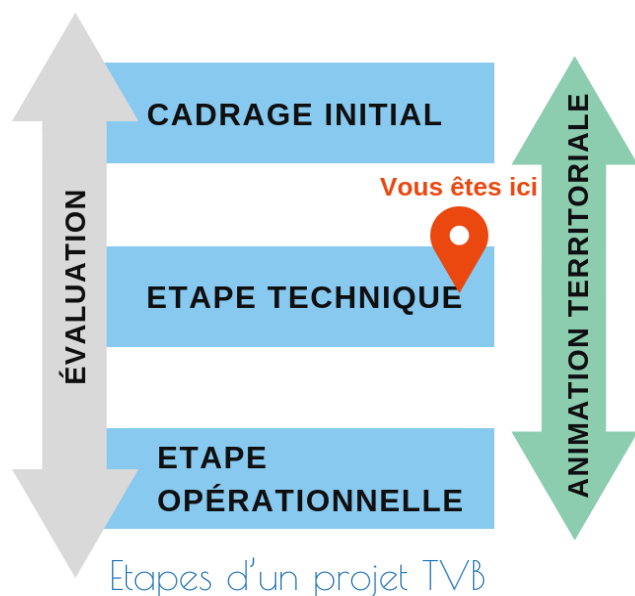 CADRAGE INITIAL
Vous êtes ici
ETAPE TECHNIQUE
ETAPE
OPÉRATIONNELLE
ÉVALUATION
ANIMATION TERRITORIALE
Etapes d'un projet TVB